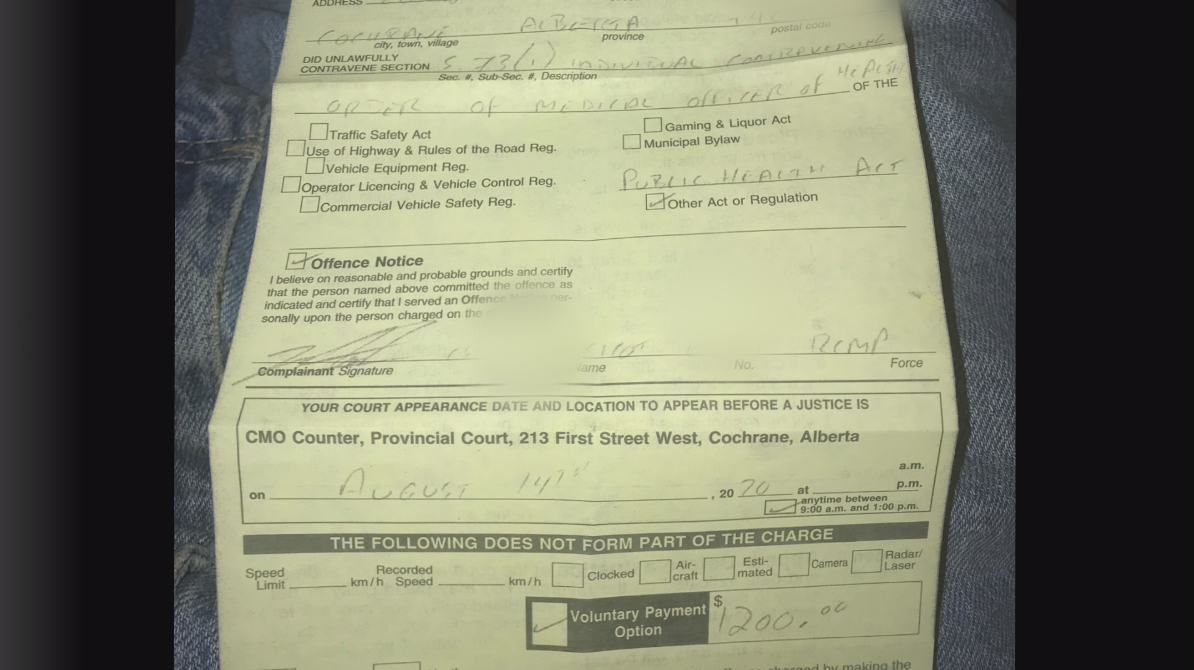 ADDRESS
COCHRANE ALBERTA
city, town, village province postal code
DID UNLAWFULLY
CONTRAVENE SECTION S. 73(1) INDIVIDUAL CONTRAVENING
Sec. #, Sub-Sec. #, Description
ORDER OF MEDICAL OFFICER OF HEALTH OF THE
Traffic Safety Act
Gaming & Liquor Act
Use of Highway & Rules of the Road Reg.
Municipal Bylaw
Vehicle Equipment Reg.
Operator Licencing & Vehicle Control Reg.
PUBLIC HEALTH ACT
Commercial Vehicle Safety Reg.
Other Act or Regulation
Offence Notice
I believe on reasonable and probable grounds and certify
that the person named above committed the offence as
indicated and certify that I served an Offence Notice per-
sonally upon the person charged on the
RCMP
Complainant Signature No. Force
YOUR COURT APPEARANCE DATE AND LOCATION TO APPEAR BEFORE A JUSTICE IS
CMO Counter, Provincial Court, 213 First Street West, Cochrane, Alberta
on AUGUST , 20 20 at a.m. p.m.
anytime between
9:00 a.m. and 1:00 p.m.
THE FOLLOWING DOES NOT FORM PART OF THE CHARGE
Speed Limit km/h Recorded Speed km/h Clocked Air-craft Esti-mated Camera Radar/Laser
Voluntary Payment Option $ 1200.00
charged by making the